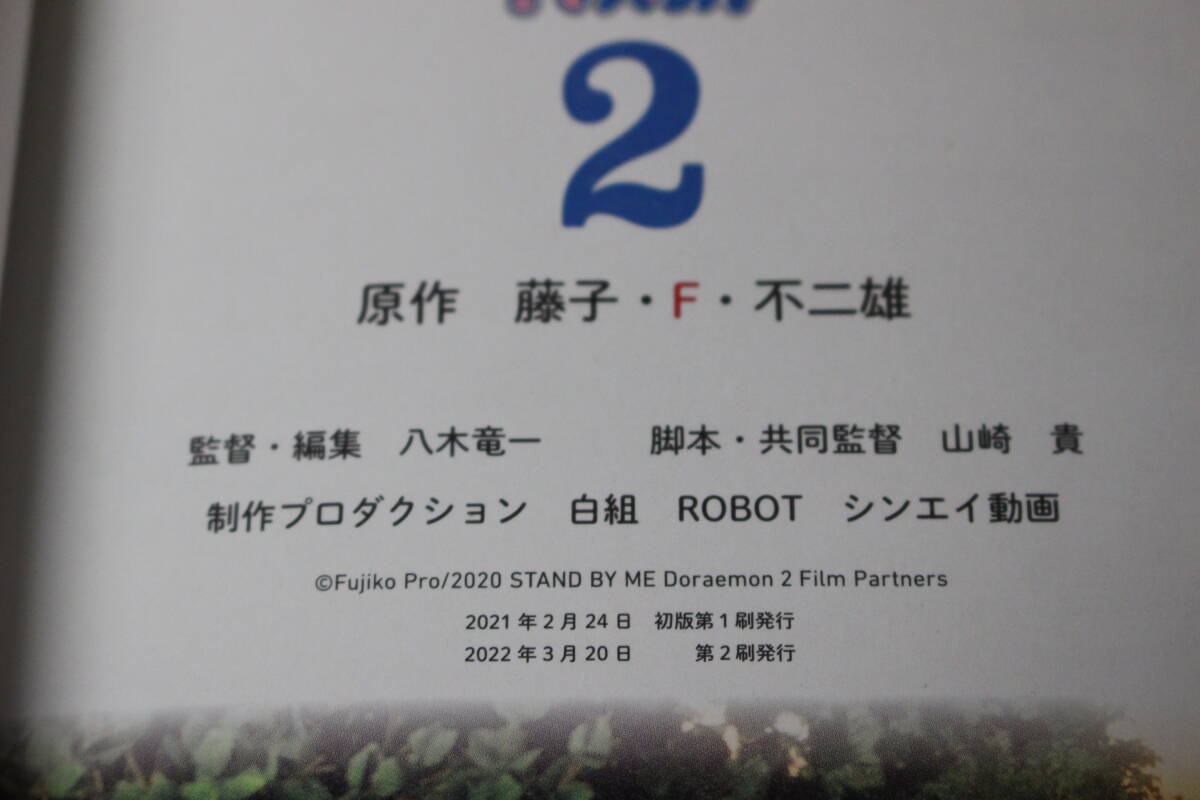 2
原作　藤子・F・不二雄
監督・編集　八木竜一　　　脚本・共同監督　山崎　貴
制作プロダクション　白組　ROBOT　シンエイ動画
©Fujiko Pro/2020 STAND BY ME Doraemon 2 Film Partners
2021年2月24日　初版第1刷発行
2022年3月20日　　　第2刷発行